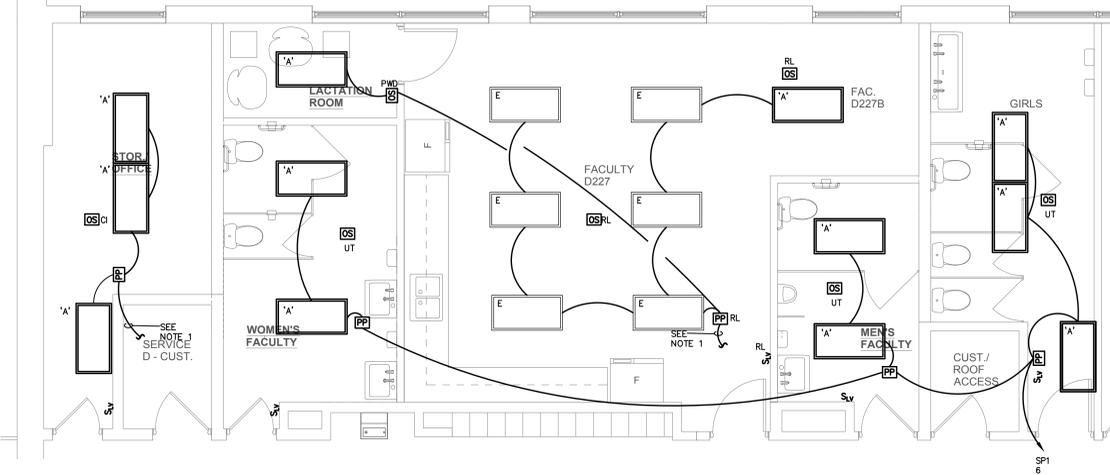 'A'
STOR./
OFFICE
'A'
OS CI
PP
'A'
SEE
NOTE 1
SERVICE
D - CUST.
SLV
'A'
PWD
OS
LACTATION
ROOM
'A'
OS
UT
'A'
PP
WOMEN'S
FACULTY
SLV
F
E
E
E
E
E
E
FACULTY
D227
OS RL
PP RL
SEE
NOTE 1
F
RL
OS
'A'
FAC.
D227B
RL
SLV
'A'
OS
UT
'A'
MEN'S
FACULTY
PP
SLV
GIRLS
'A'
'A'
OS
UT
CUST./
ROOF
ACCESS
PP
SLV
'A'
SP1
6